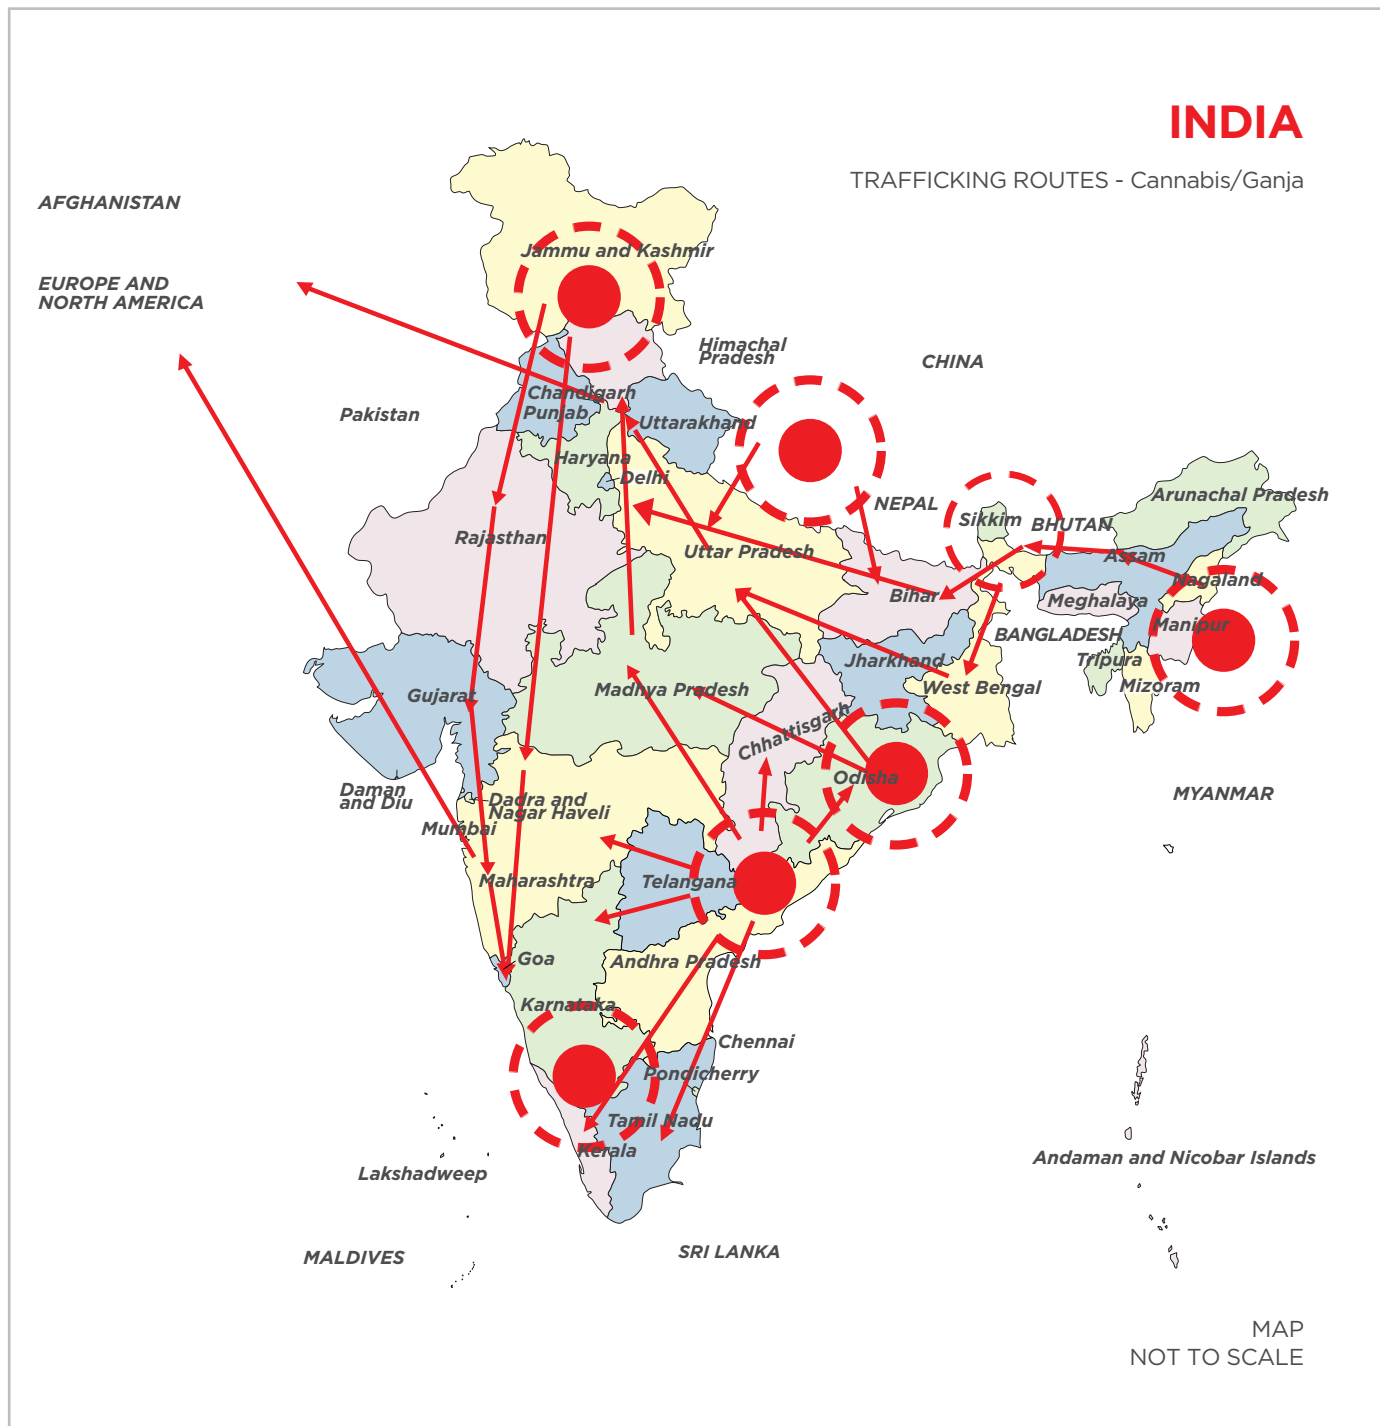 INDIA
TRAFFICKING ROUTES - Cannabis/Ganja
AFGHANISTAN
Jammu and Kashmir
EUROPE AND
NORTH AMERICA
Himachal
Pradesh
CHINA
Chandigarh
Pakistan
Punjab
Uttarakhand
Haryana
Delhi
Arunachal Pradesh
NEPAL
Sikkim
BHUTAN
Rajasthan
Uttar Pradesh
Assam
Nagaland
Bihar
Meghalaya
Manipur
BANGLADESH
Jharkhand
Tripura
Gujarat
Madhya Pradesh
West Bengal
Mizoram
Chhattisgarh
Odisha
Daman
and Diu
Dadra and
Nagar Haveli
MYANMAR
Mumbai
Maharashtra
Telangana
Goa
Andhra Pradesh
Karnataka
Chennai
Pondicherry
Tamil Nadu
Kerala
Andaman and Nicobar Islands
Lakshadweep
MALDIVES
SRI LANKA
MAP
NOT TO SCALE